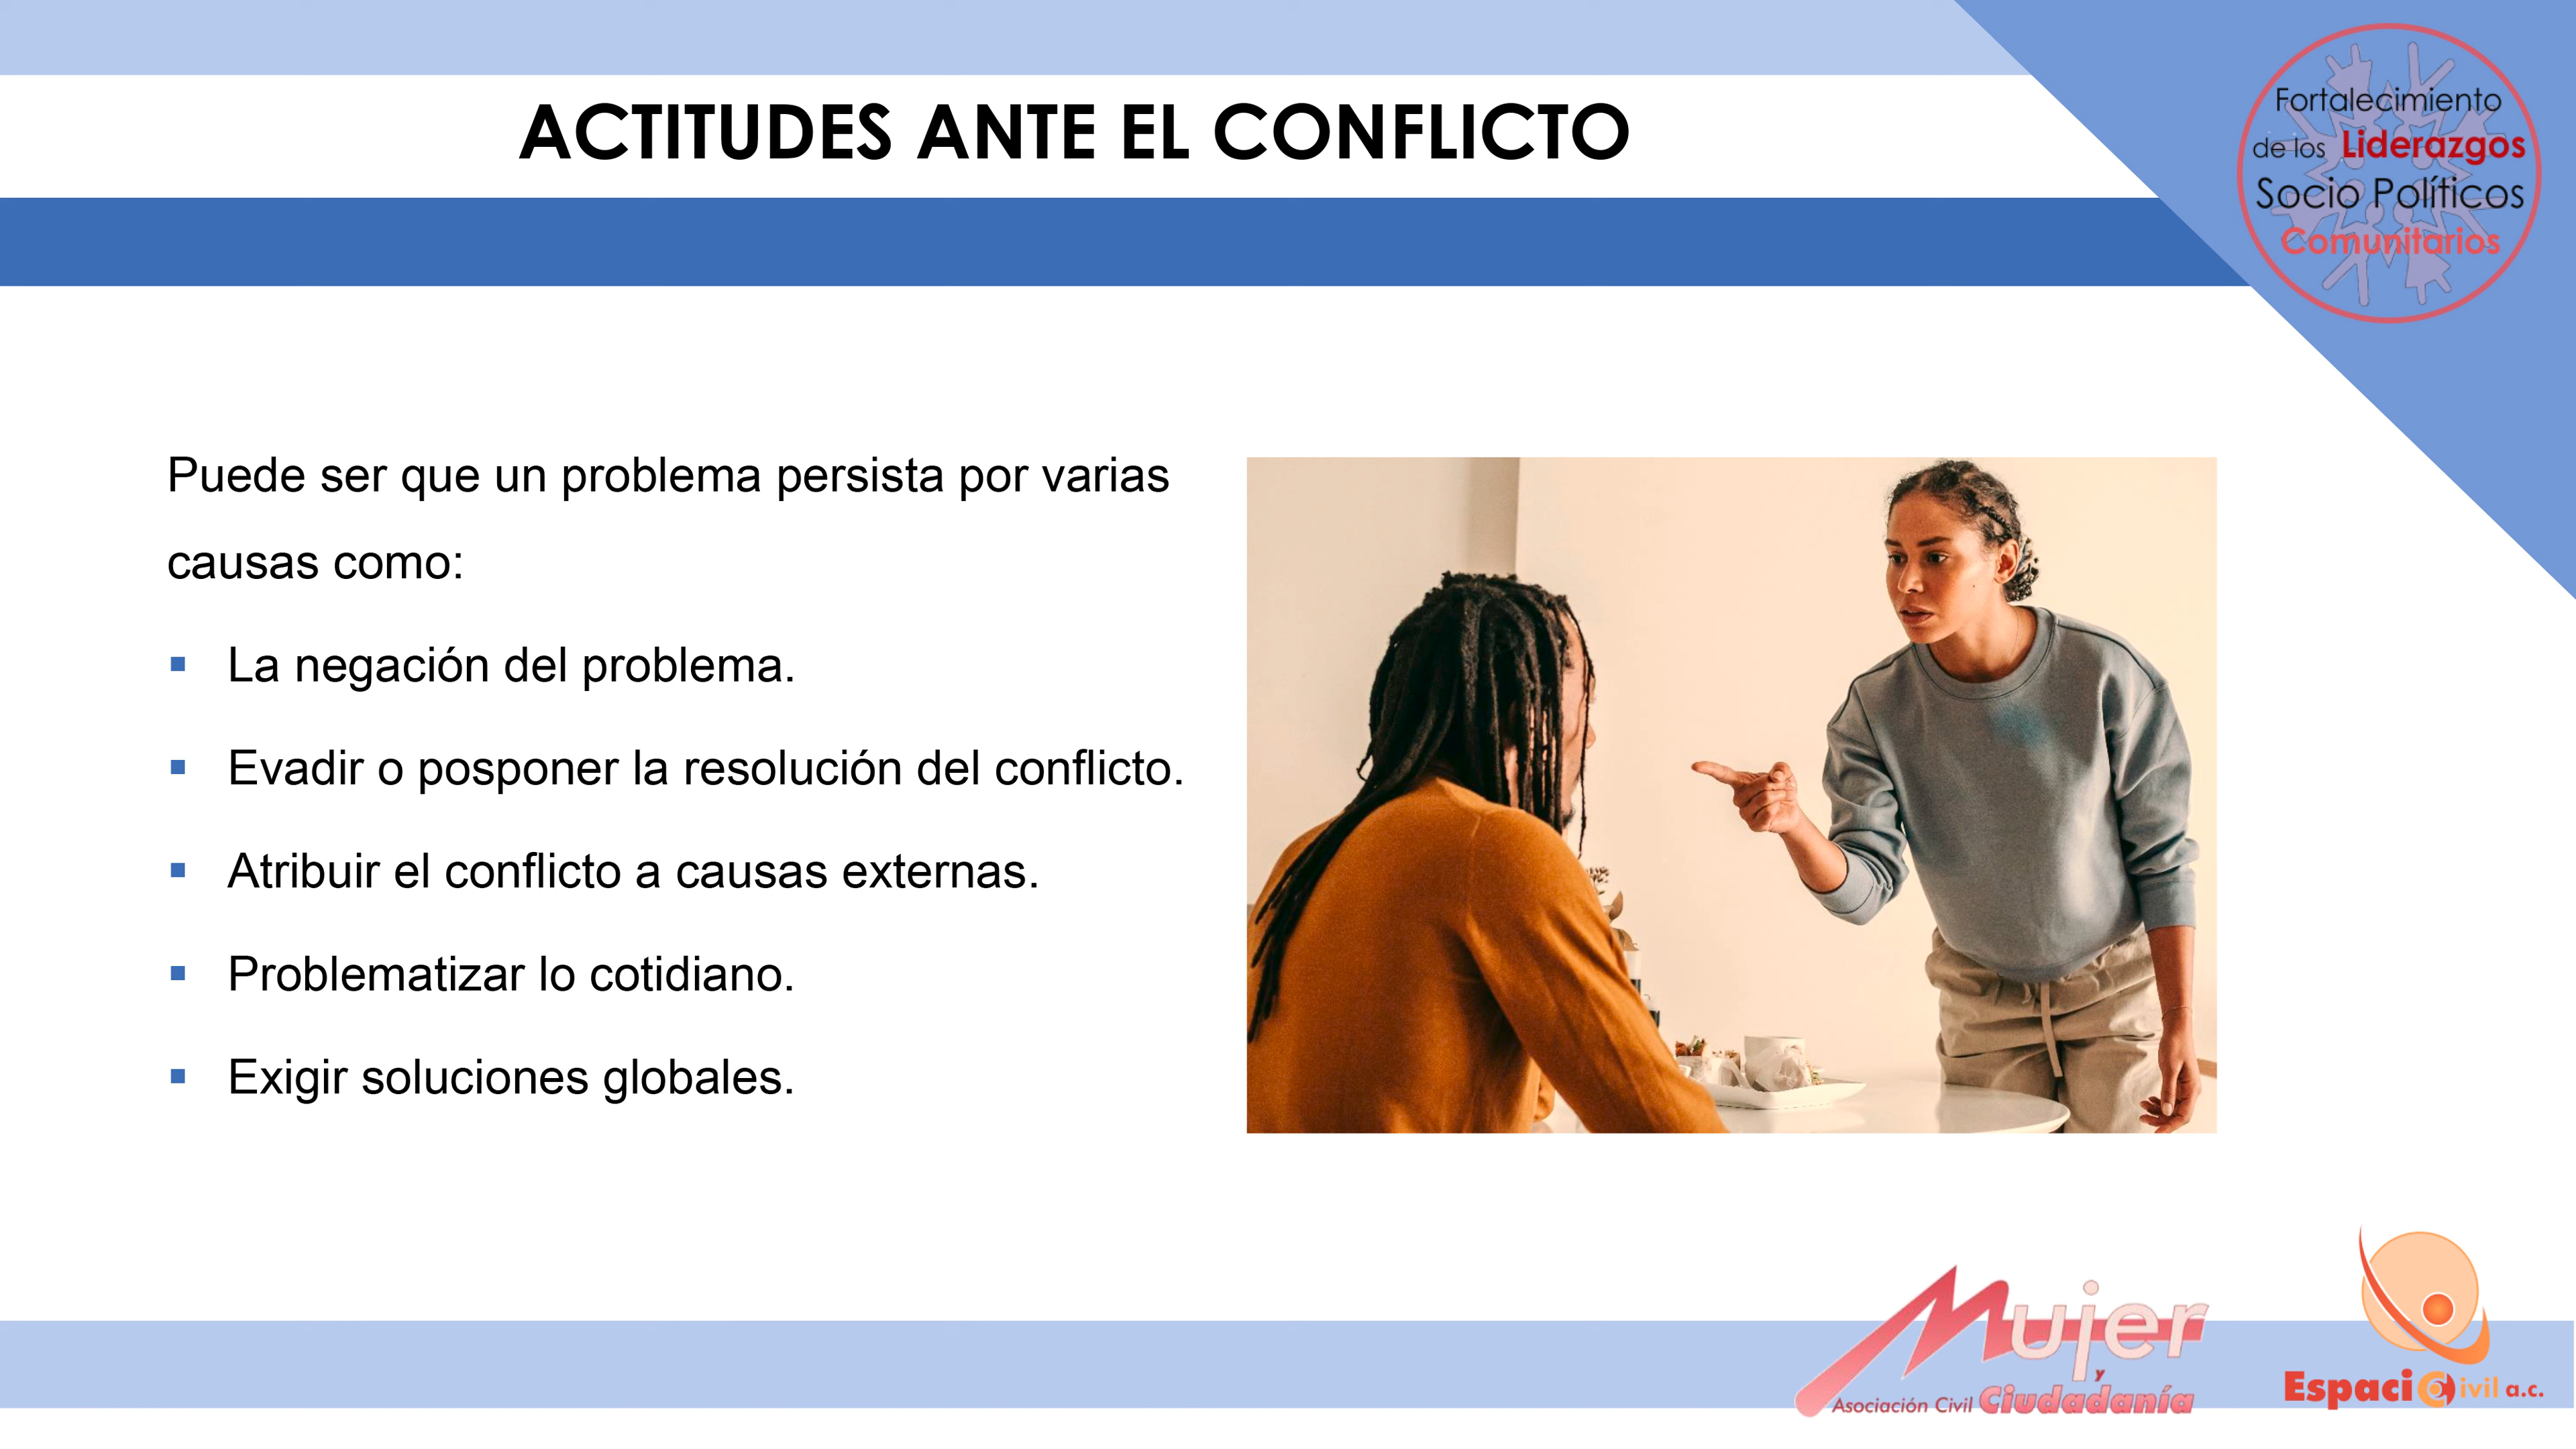 ACTITUDES ANTE EL CONFLICTO
Fortalecimiento
de los Liderazgos
Socio Políticos
Comunitarios
Puede ser que un problema persista por varias
causas como:
▪ La negación del problema.
▪ Evadir o posponer la resolución del conflicto.
▪ Atribuir el conflicto a causas externas.
▪ Problematizar lo cotidiano.
▪ Exigir soluciones globales.
Mujer
y
Asociación Civil Ciudadanía
Espacio Civil a.c.